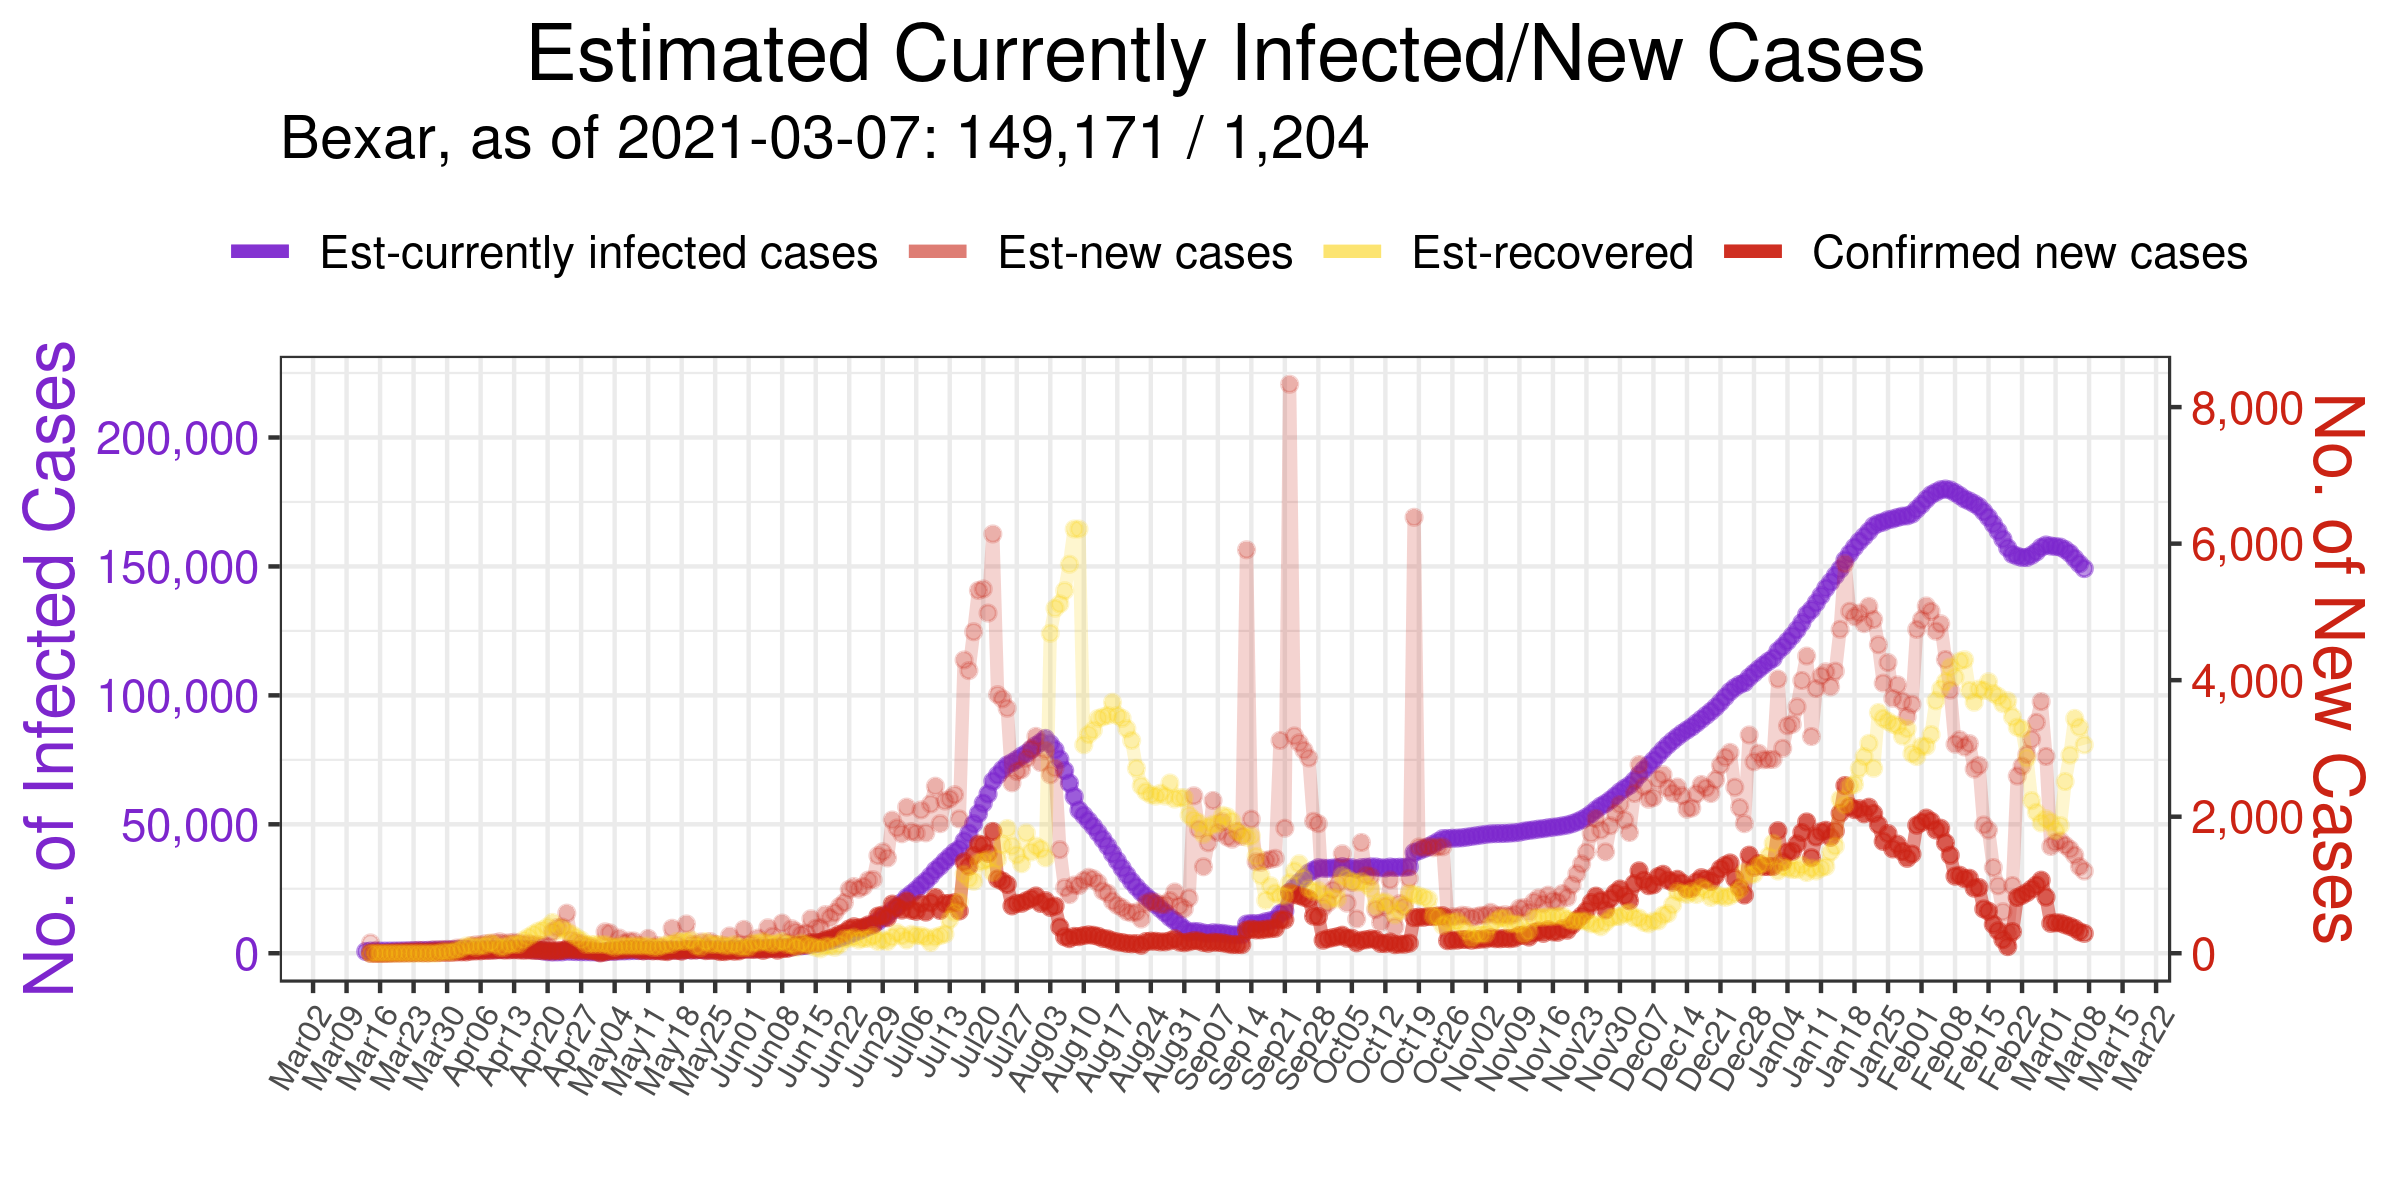 Estimated Currently Infected/New Cases
Bexar, as of 2021-03-07: 149,171 / 1,204
Est-currently infected cases Est-new cases Est-recovered Confirmed new cases
No. of Infected Cases
200,000
150,000
100,000
50,000
0
8,000
6,000
4,000
2,000
0
No. of New Cases
Mar02 Mar09 Mar16 Mar23 Mar30 Apr06 Apr13 Apr20 Apr27 May04 May11 May18 May25 Jun01 Jun08 Jun15 Jun22 Jun29 Jul06 Jul13 Jul20 Jul27 Aug03 Aug10 Aug17 Aug24 Aug31 Sep07 Sep14 Sep21 Sep28 Oct05 Oct12 Oct19 Oct26 Nov02 Nov09 Nov16 Nov23 Nov30 Dec07 Dec14 Dec21 Dec28 Jan04 Jan11 Jan18 Jan25 Feb01 Feb08 Feb15 Feb22 Mar01 Mar08 Mar15 Mar22